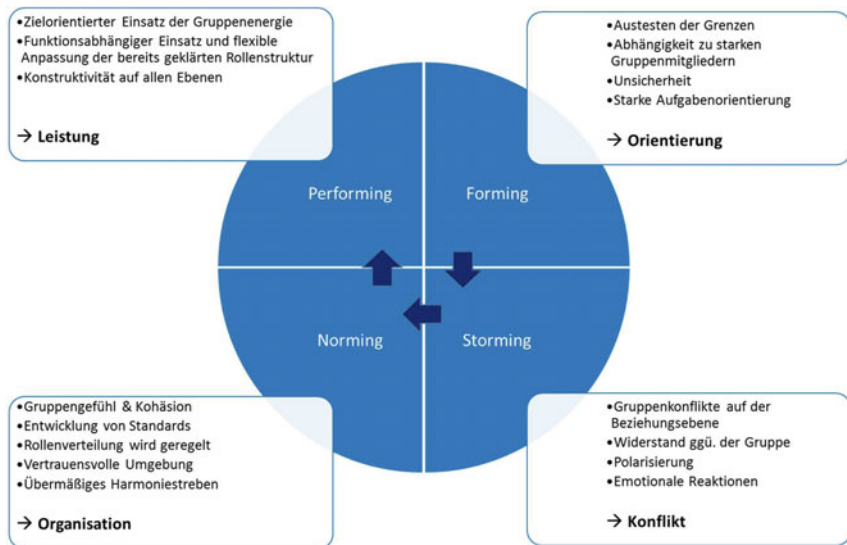 •Zielorientierter Einsatz der Gruppenenergie
•Funktionsabhängiger Einsatz und flexible
Anpassung der bereits geklärten Rollenstruktur
•Konstruktivität auf allen Ebenen
→ Leistung
•Austesten der Grenzen
•Abhängigkeit zu starken
Gruppenmitgliedern
•Unsicherheit
•Starke Aufgabenorientierung
→ Orientierung
Performing
Forming
Norming
Storming
•Gruppengefühl & Kohäsion
•Entwicklung von Standards
•Rollenverteilung wird geregelt
•Vertrauensvolle Umgebung
•Übermäßiges Harmoniestreben
→ Organisation
•Gruppenkonflikte auf der
Beziehungsebene
•Widerstand ggü. der Gruppe
•Polarisierung
•Emotionale Reaktionen
→ Konflikt